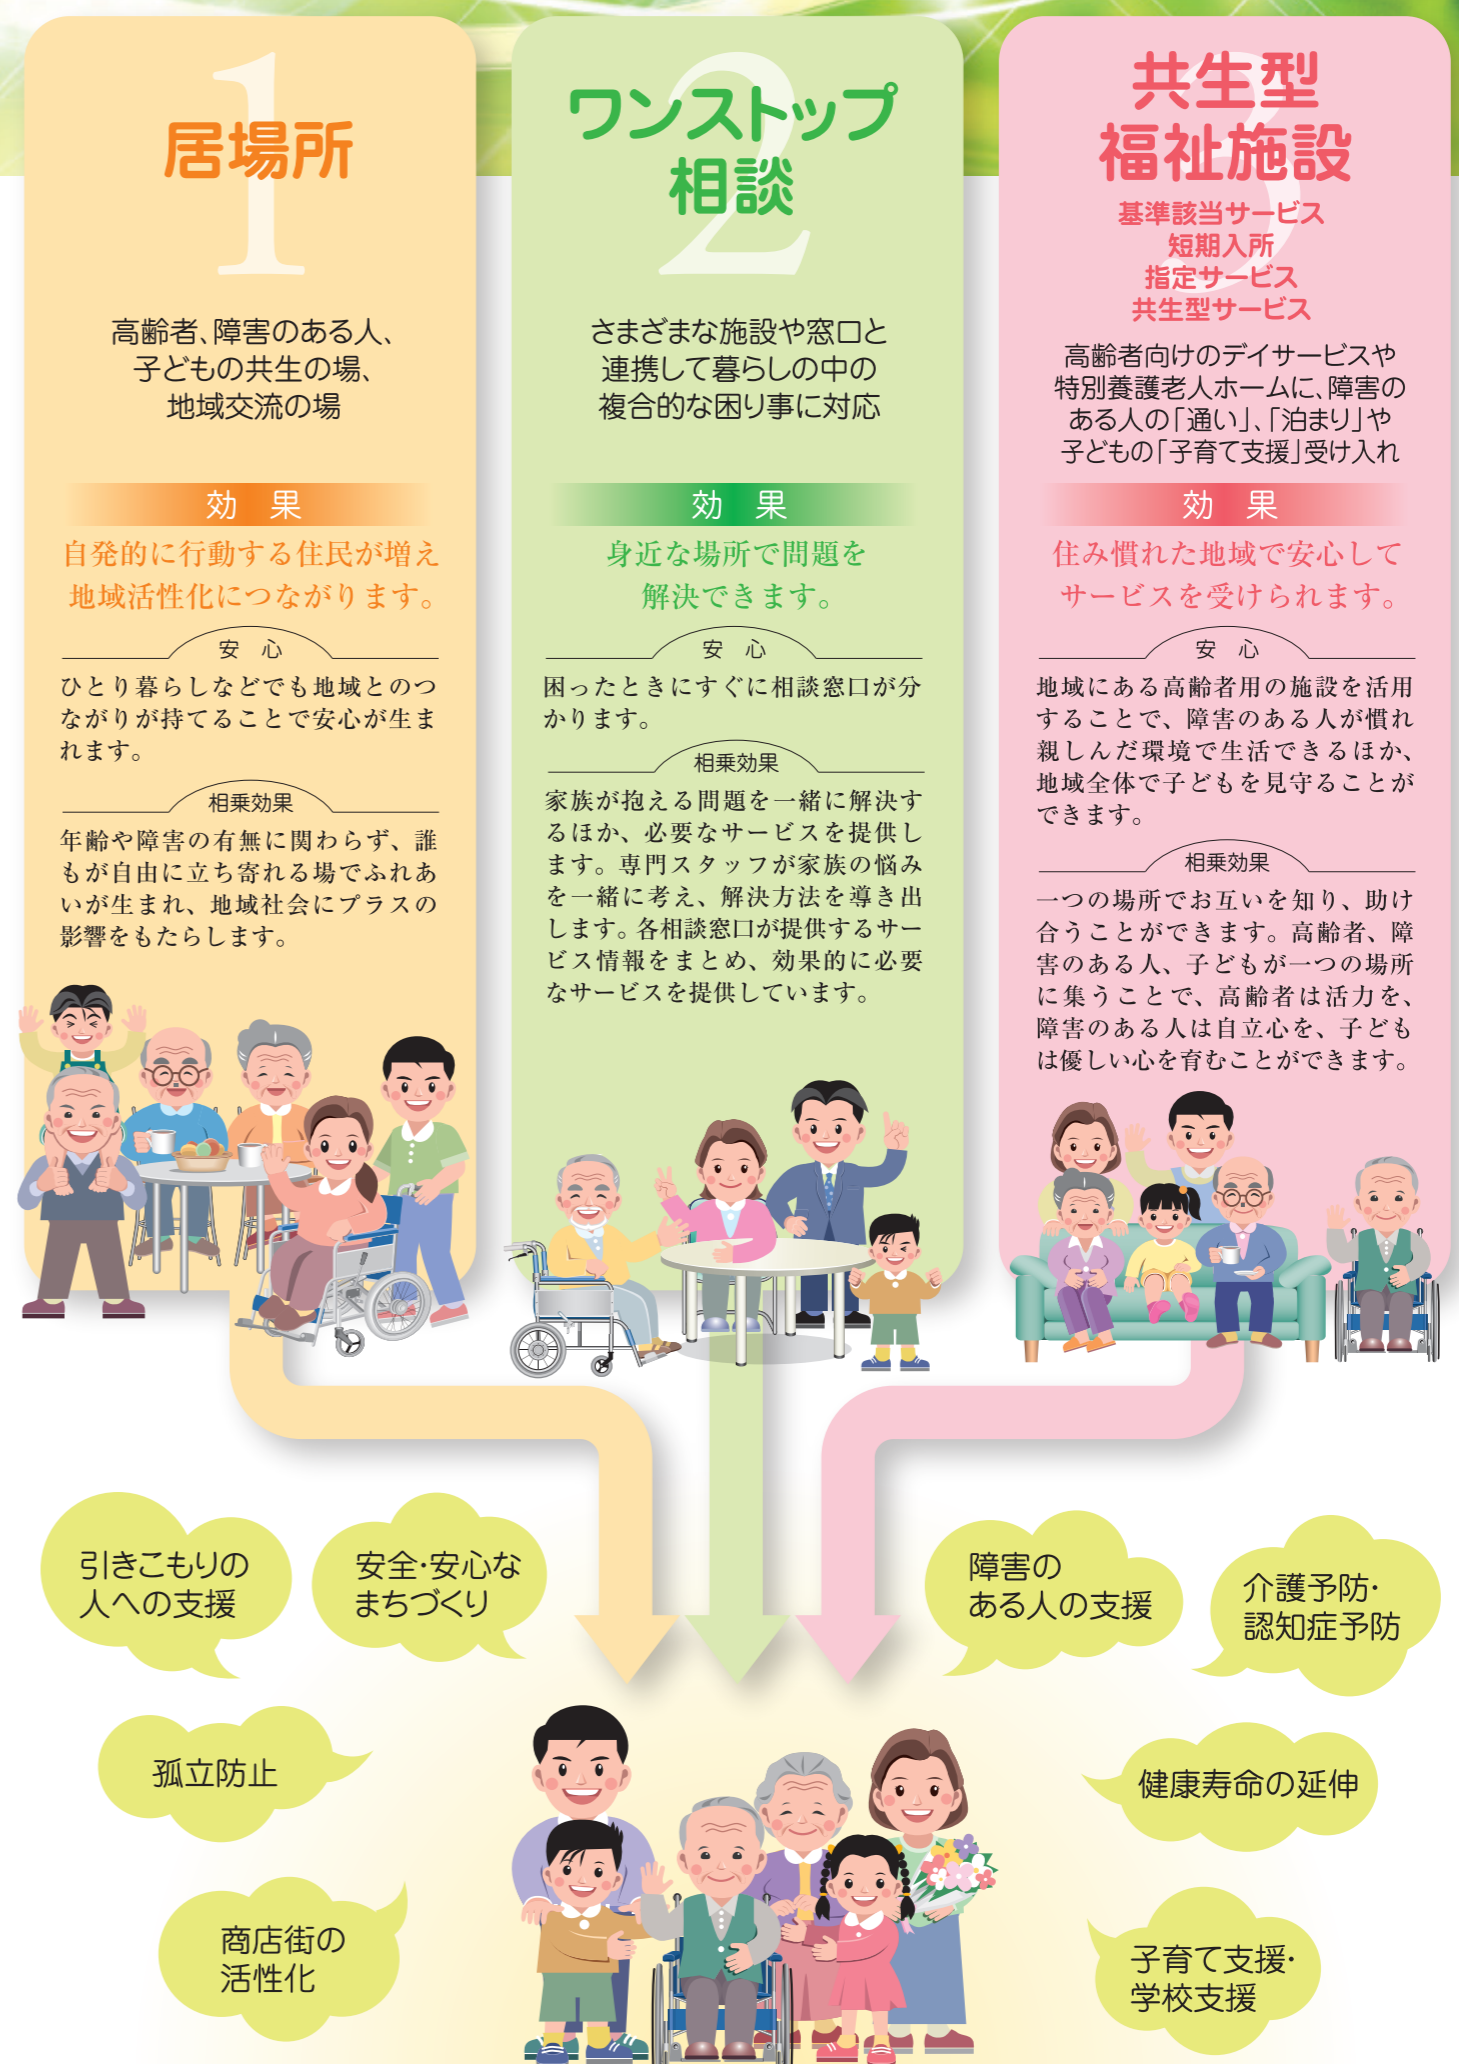 1
居場所
高齢者、障害のある人、
子どもの共生の場、
地域交流の場
効 果
自発的に行動する住民が増え
地域活性化につながります。
安 心
ひとり暮らしなどでも地域とのつ
ながりが持てることで安心が生ま
れます。
相乗効果
年齢や障害の有無に関わらず、誰
もが自由に立ち寄れる場でふれあ
いが生まれ、地域社会にプラスの
影響をもたらします。
2
ワンストップ
相談
さまざまな施設や窓口と
連携して暮らしの中の
複合的な困り事に対応
効 果
身近な場所で問題を
解決できます。
安 心
困ったときにすぐに相談窓口が分
かります。
相乗効果
家族が抱える問題を一緒に解決す
るほか、必要なサービスを提供し
ます。専門スタッフが家族の悩み
を一緒に考え、解決方法を導き出
します。各相談窓口が提供するサー
ビス情報をまとめ、効果的に必要
なサービスを提供しています。
3
共生型
福祉施設
基準該当サービス
短期入所
指定サービス
共生型サービス
高齢者向けのデイサービスや
特別養護老人ホームに、障害の
ある人の「通い」、「泊まり」や
子どもの「子育て支援」受け入れ
効 果
住み慣れた地域で安心して
サービスを受けられます。
安 心
地域にある高齢者用の施設を活用
することで、障害のある人が慣れ
親しんだ環境で生活できるほか、
地域全体で子どもを見守ることが
できます。
相乗効果
一つの場所でお互いを知り、助け
合うことができます。高齢者、障
害のある人、子どもが一つの場所
に集うことで、高齢者は活力を、
障害のある人は自立心を、子ども
は優しい心を育むことができます。
引きこもりの
人への支援
安全・安心な
まちづくり
障害の
ある人の支援
介護予防・
認知症予防
孤立防止
健康寿命の延伸
商店街の
活性化
子育て支援・
学校支援